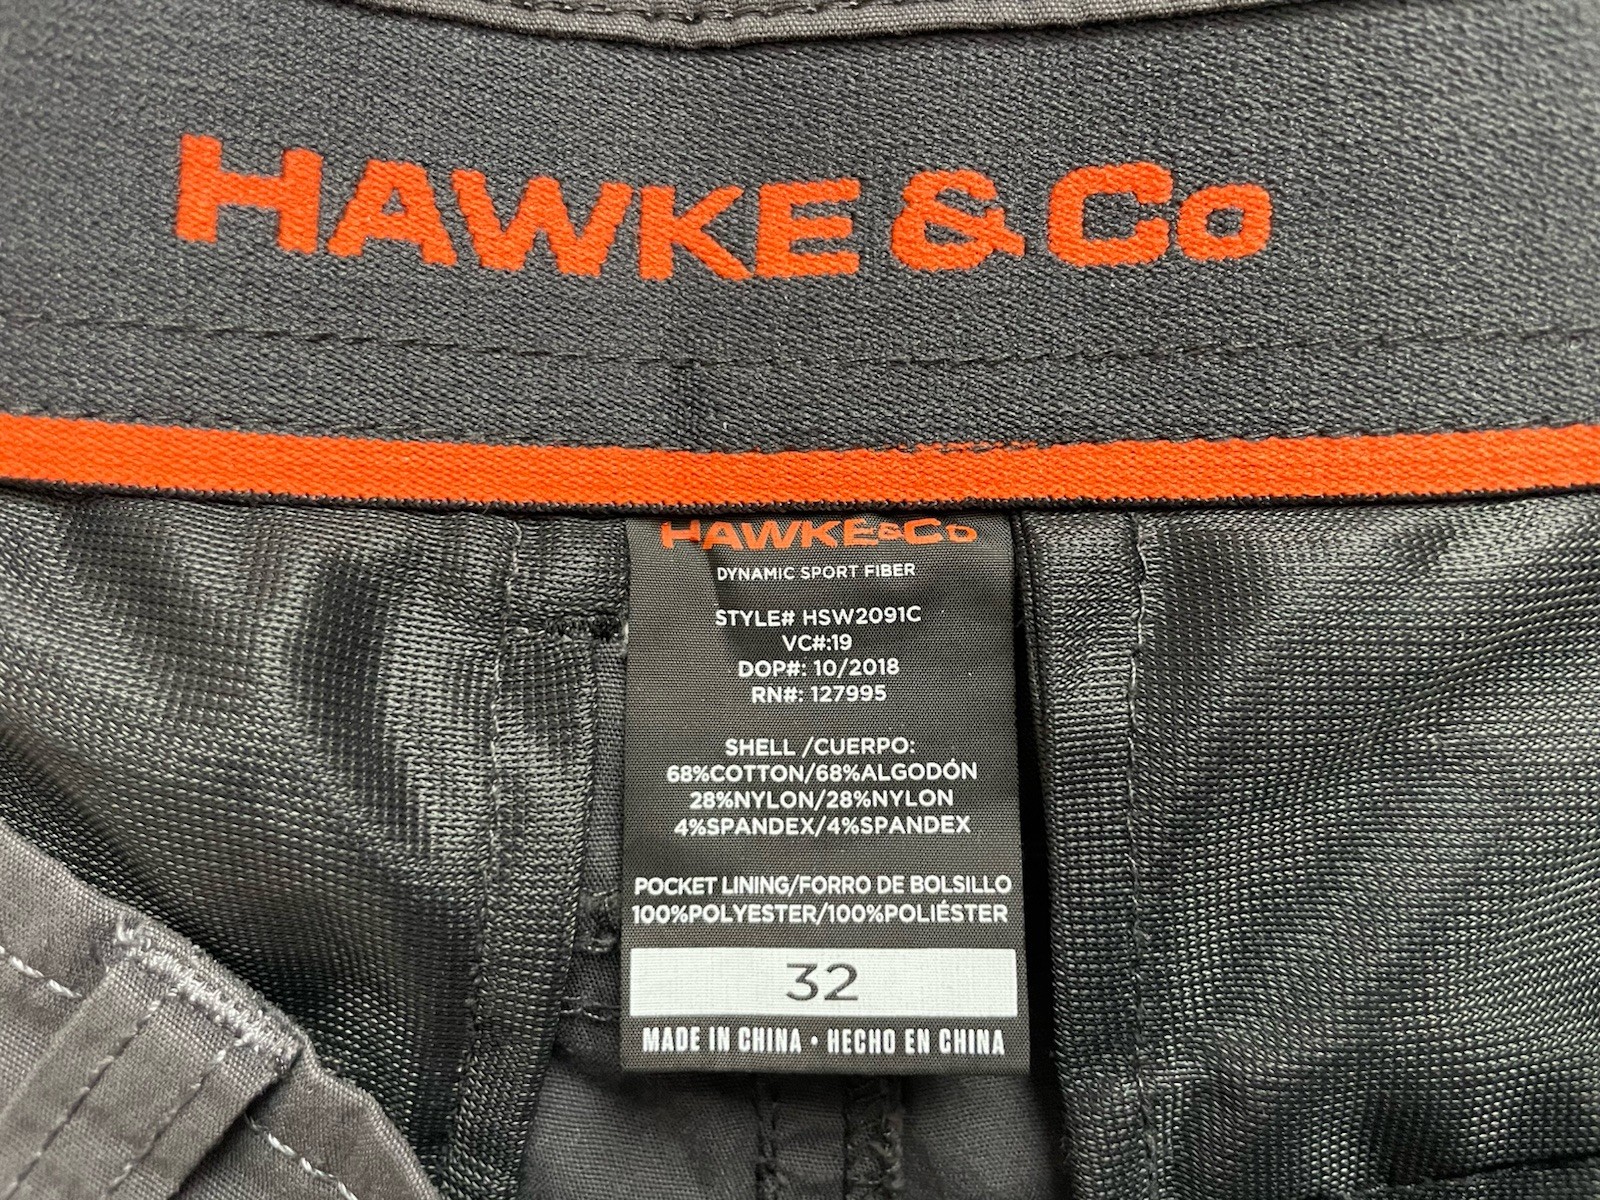 HAWKE & Co
HAWKE&Co
DYNAMIC SPORT FIBER
STYLE# HSW2091C
VC#:19
DOP#: 10/2018
RN#: 127995
SHELL /CUERPO:
68%COTTON/68%ALGODÓN
28%NYLON/28%NYLON
4%SPANDEX/4%SPANDEX
POCKET LINING/FORRO DE BOLSILLO
100%POLYESTER/100%POLIÉSTER
32
MADE IN CHINA • HECHO EN CHINA